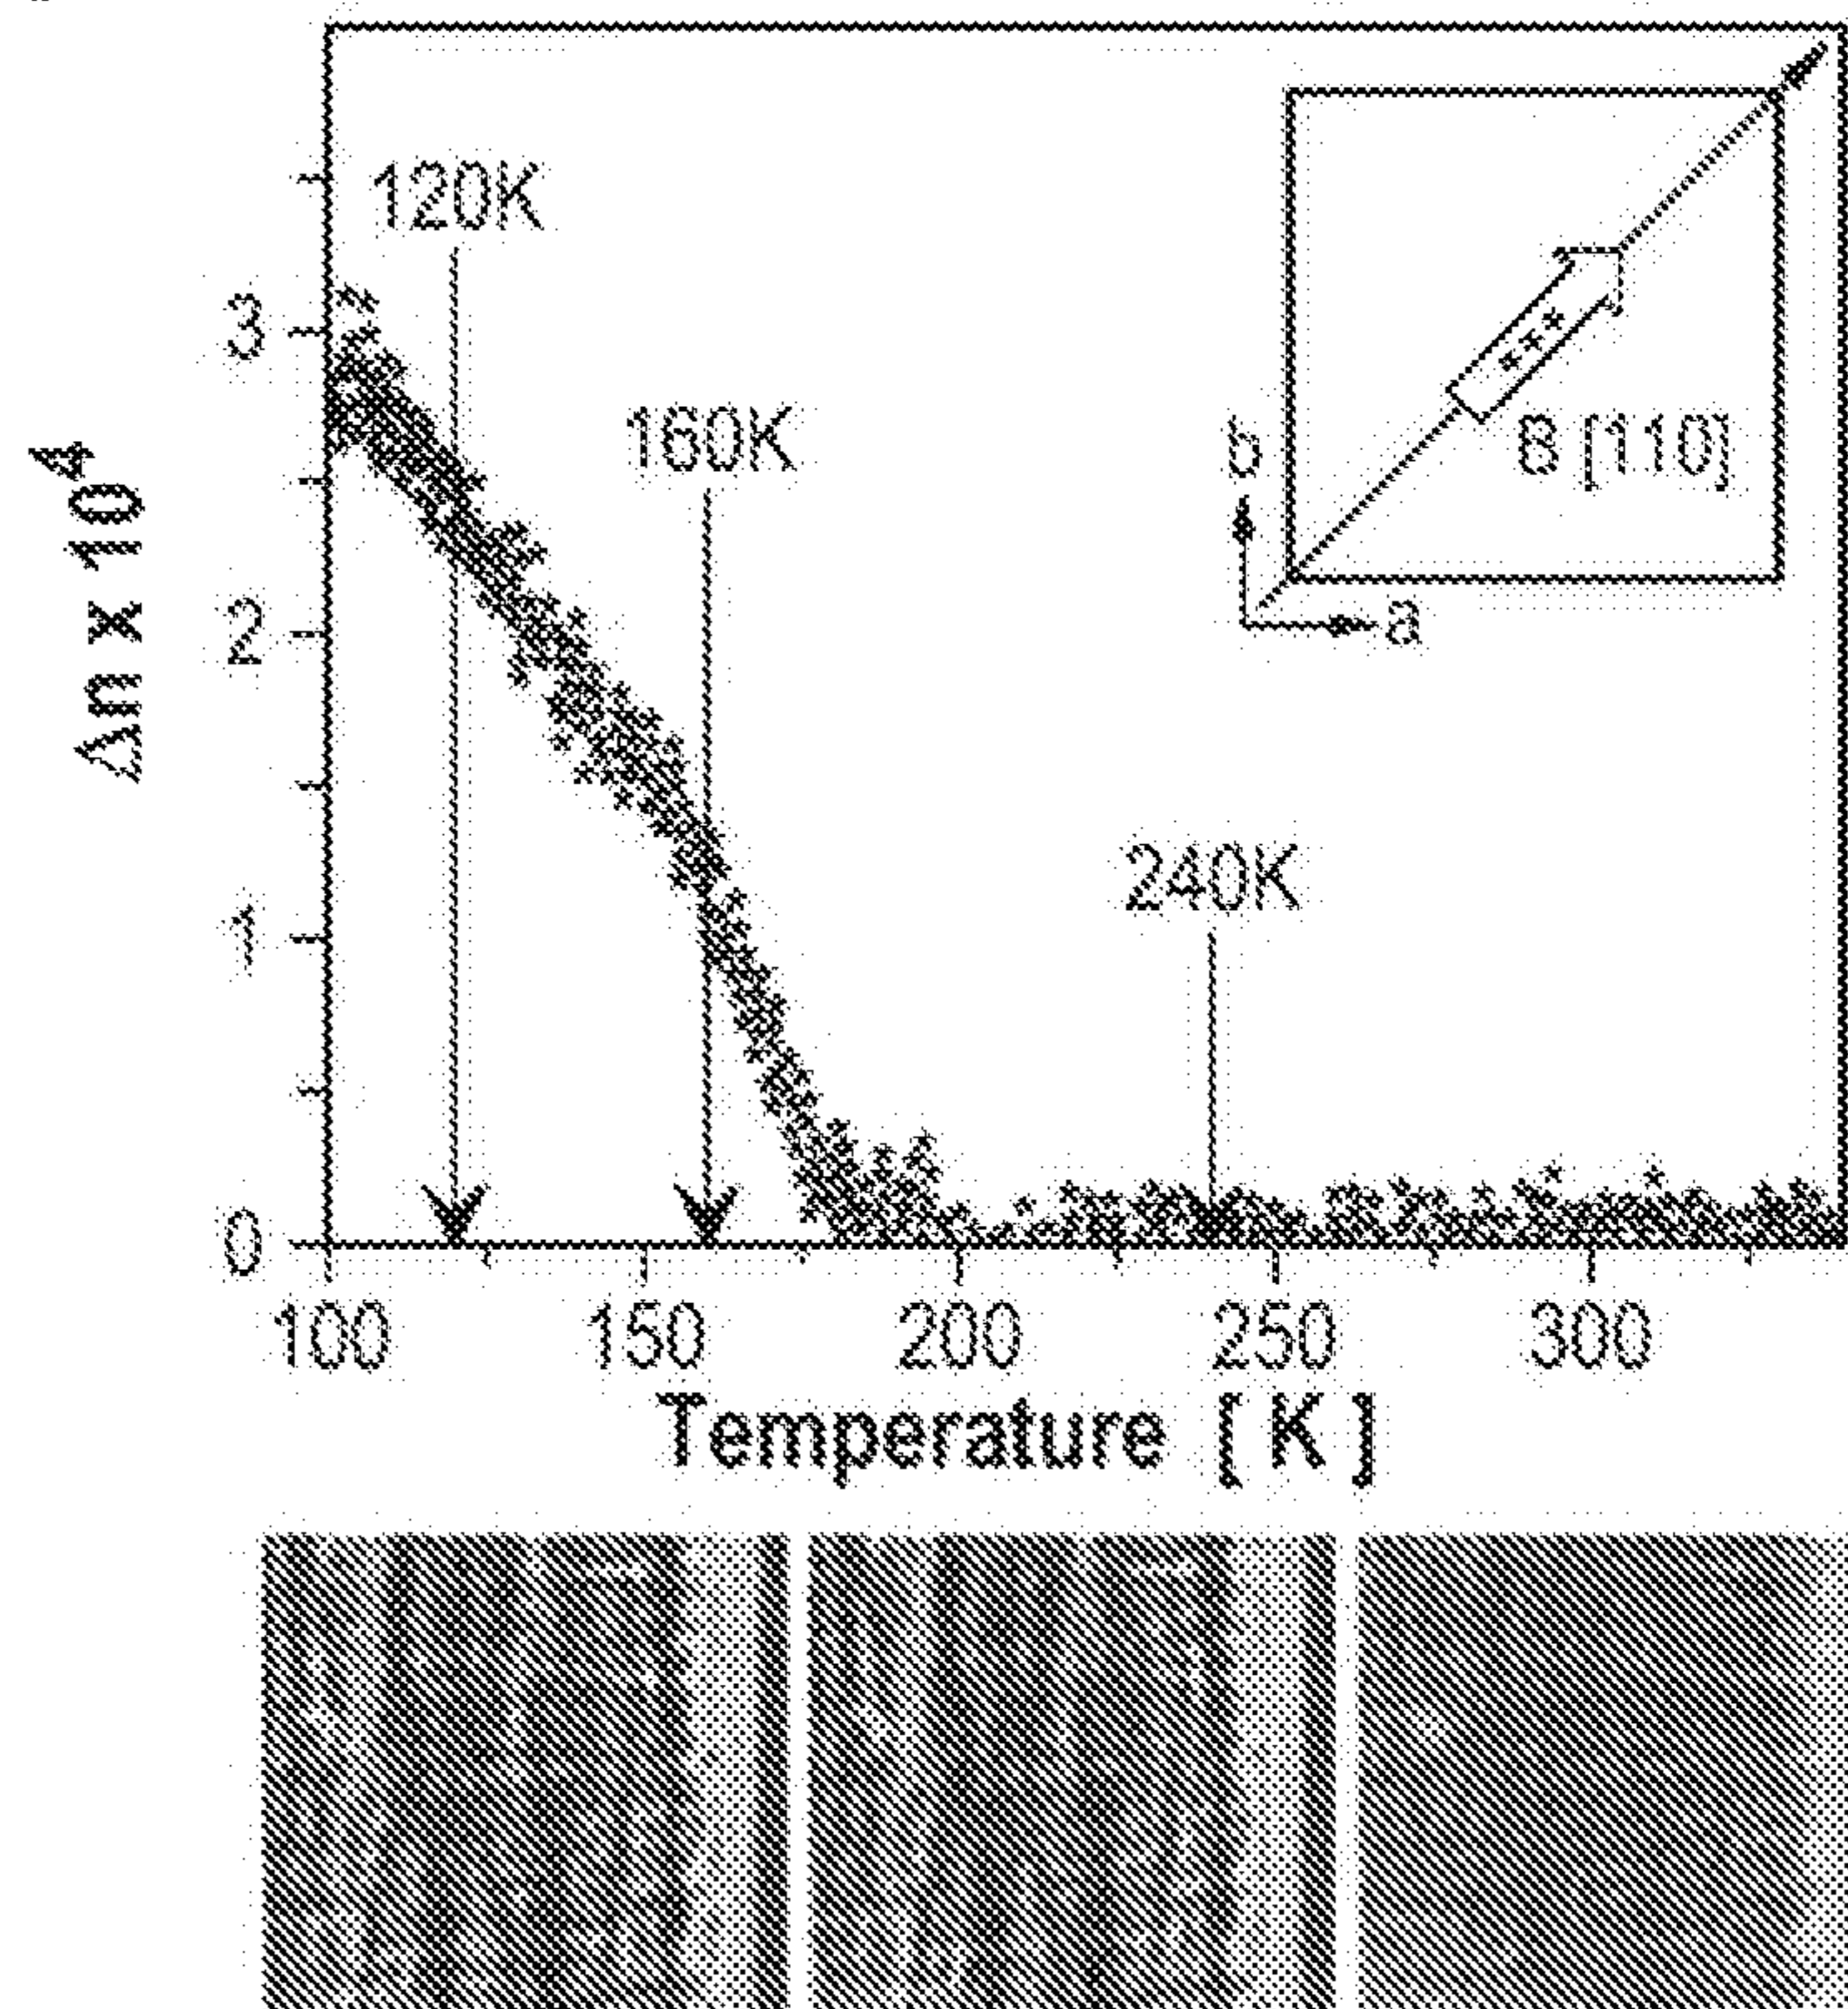 120K
3
160K
b
B [110]
a
Δn x 10⁴
2
240K
1
0
100 150 200 250 300
Temperature [ K ]